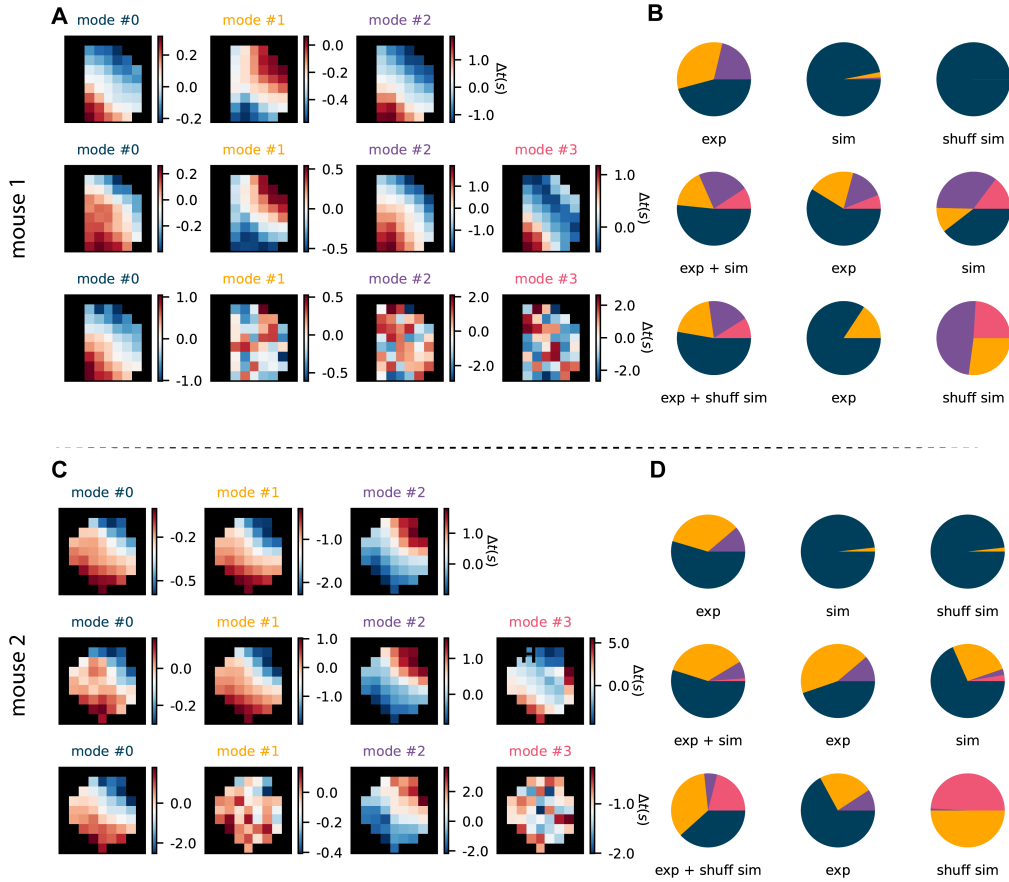 A
B
mode #0 mode #1 mode #2
0.2 0.0 -0.2
0.0 -0.2 -0.4
1.0 0.0 -1.0
Δt(s)
exp sim shuff sim
mouse 1
mode #0 mode #1 mode #2 mode #3
0.2 0.0 -0.2
0.5 0.0 -0.5
1.0 0.0 -1.0
1.0 0.0
Δt(s)
exp + sim exp sim
mode #0 mode #1 mode #2 mode #3
1.0 0.0 -1.0
0.5 0.0 -0.5
2.0 0.0 -2.0
2.0 0.0 -2.0
Δt(s)
exp + shuff sim exp shuff sim
C
D
mode #0 mode #1 mode #2
-0.2 -0.5
-1.0 -2.0
1.0 0.0
Δt(s)
exp sim shuff sim
mouse 2
mode #0 mode #1 mode #2 mode #3
0.0 -0.2
1.0 0.0 -1.0
1.0 0.0
5.0 0.0
Δt(s)
exp + sim exp sim
mode #0 mode #1 mode #2 mode #3
0.0 -2.0
-0.2 -0.4
2.0 0.0 -2.0
-1.0 -2.0
Δt(s)
exp + shuff sim exp shuff sim